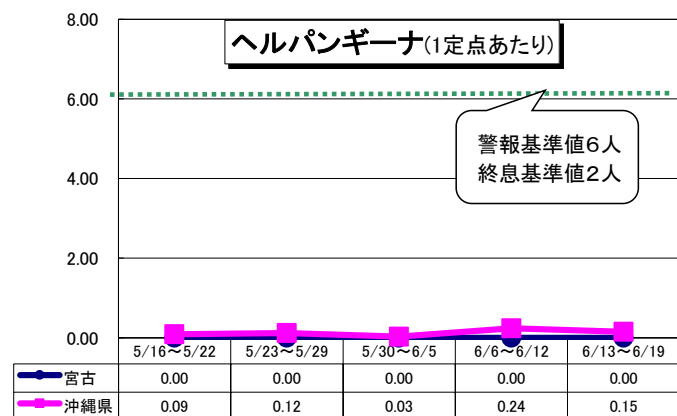 ヘルパンギーナ(1定点あたり)
8.00
6.00
4.00
2.00
0.00
警報基準値6人
終息基準値2人
5/16～5/22 5/23～5/29 5/30～6/5 6/6～6/12 6/13～6/19
宮古 0.00 0.00 0.00 0.00 0.00
沖縄県 0.09 0.12 0.03 0.24 0.15